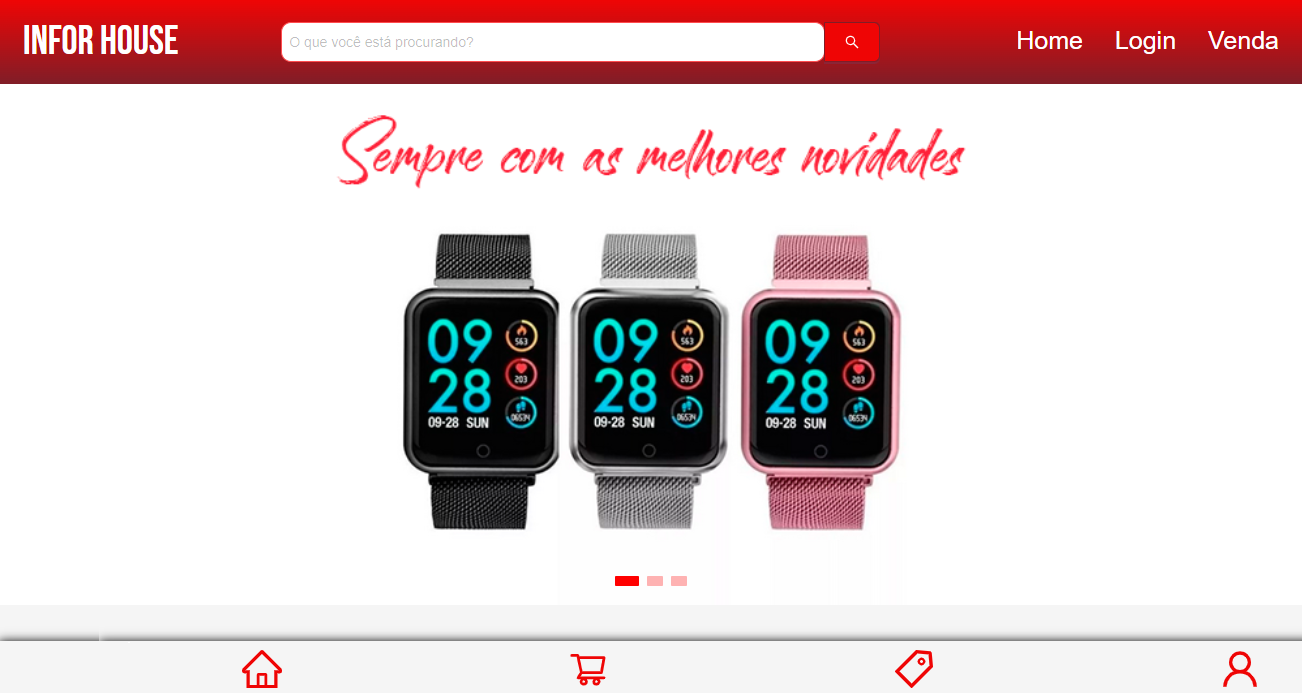 INFOR HOUSE
O que você está procurando?
Home Login Venda
Sempre com as melhores novidades
09
28
563
203
06534
09-28 SUN
09
28
563
203
06534
09-28 SUN
09
28
563
203
06534
09-28 SUN